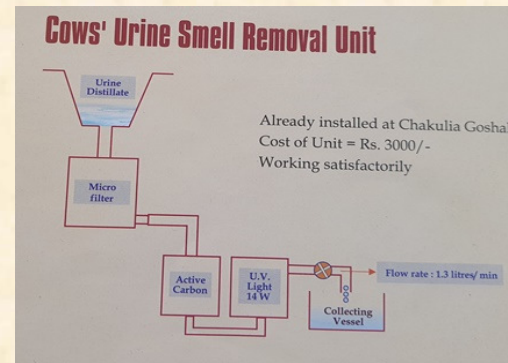 Cows' Urine Smell Removal Unit
Urine
Distillate
Already installed at Chakulia
Cost of Unit = Rs. 3000/-
Working satisfactorily
Micro
filter
Active
Carbon
U.V.
Light
14 W
Flow rate : 1.3 litres/ min
Collecting
Vessel